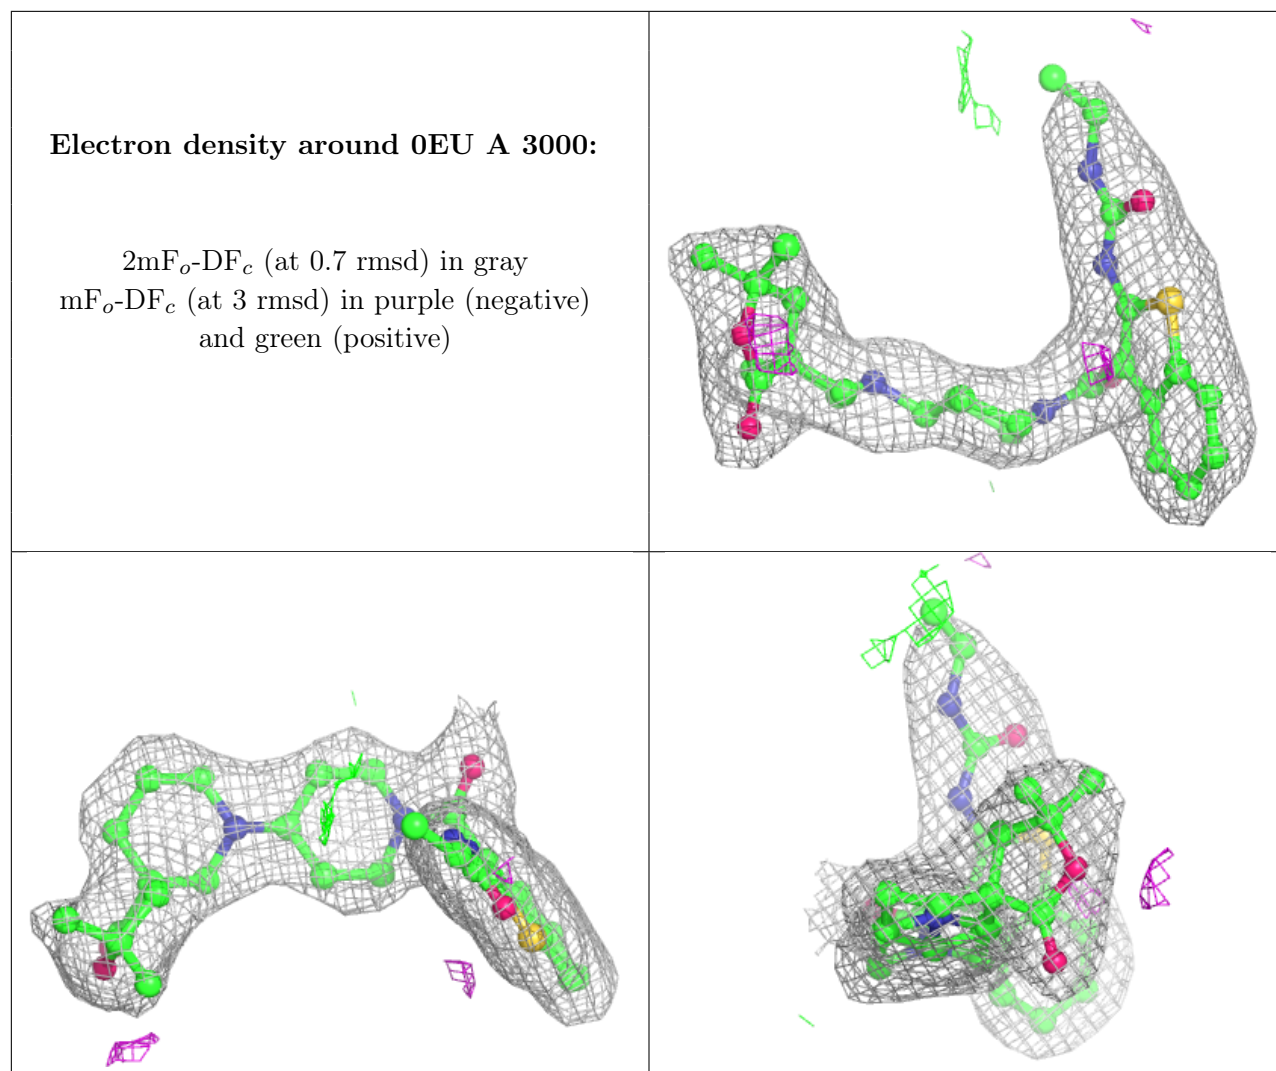 Electron density around 0EU A 3000:
2mFₒ-DF𝒸 (at 0.7 rmsd) in gray
mFₒ-DF𝒸 (at 3 rmsd) in purple (negative)
and green (positive)